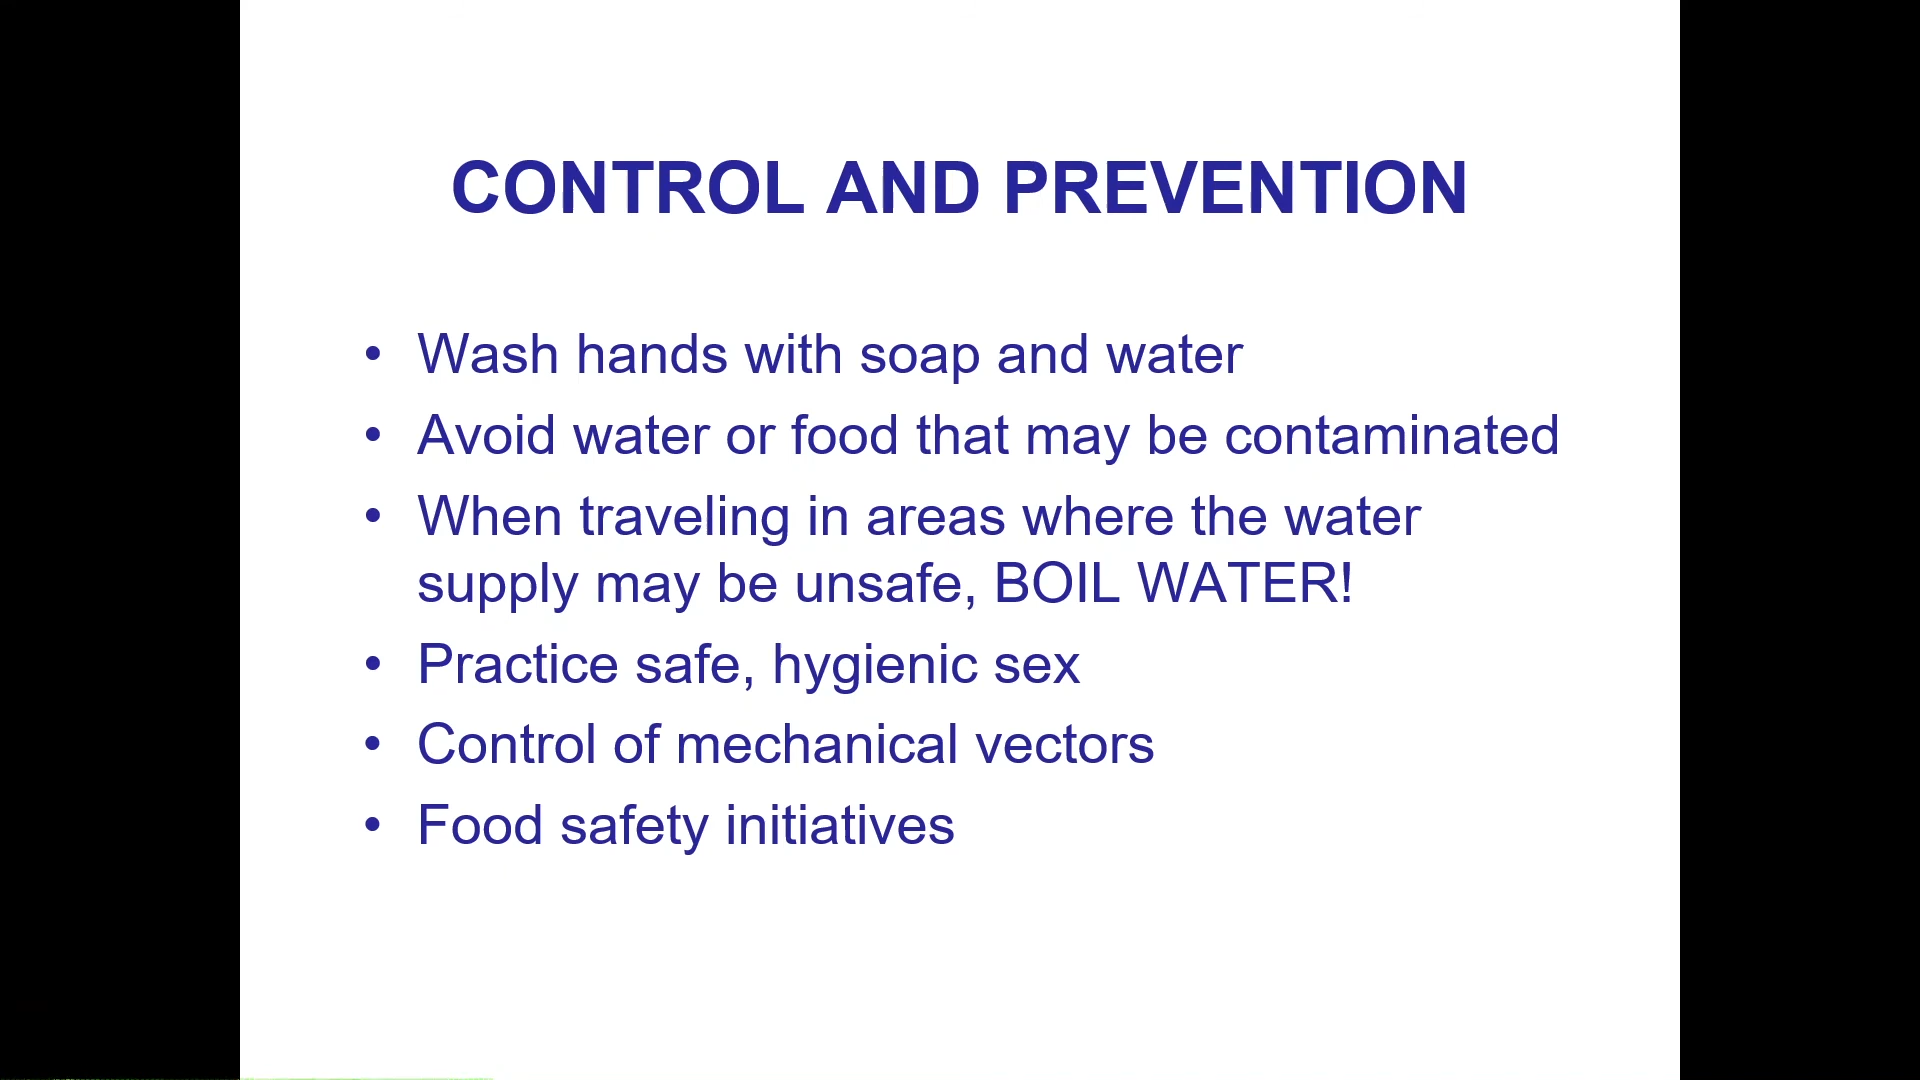 CONTROL AND PREVENTION
• Wash hands with soap and water
• Avoid water or food that may be contaminated
• When traveling in areas where the water
supply may be unsafe, BOIL WATER!
• Practice safe, hygienic sex
• Control of mechanical vectors
• Food safety initiatives